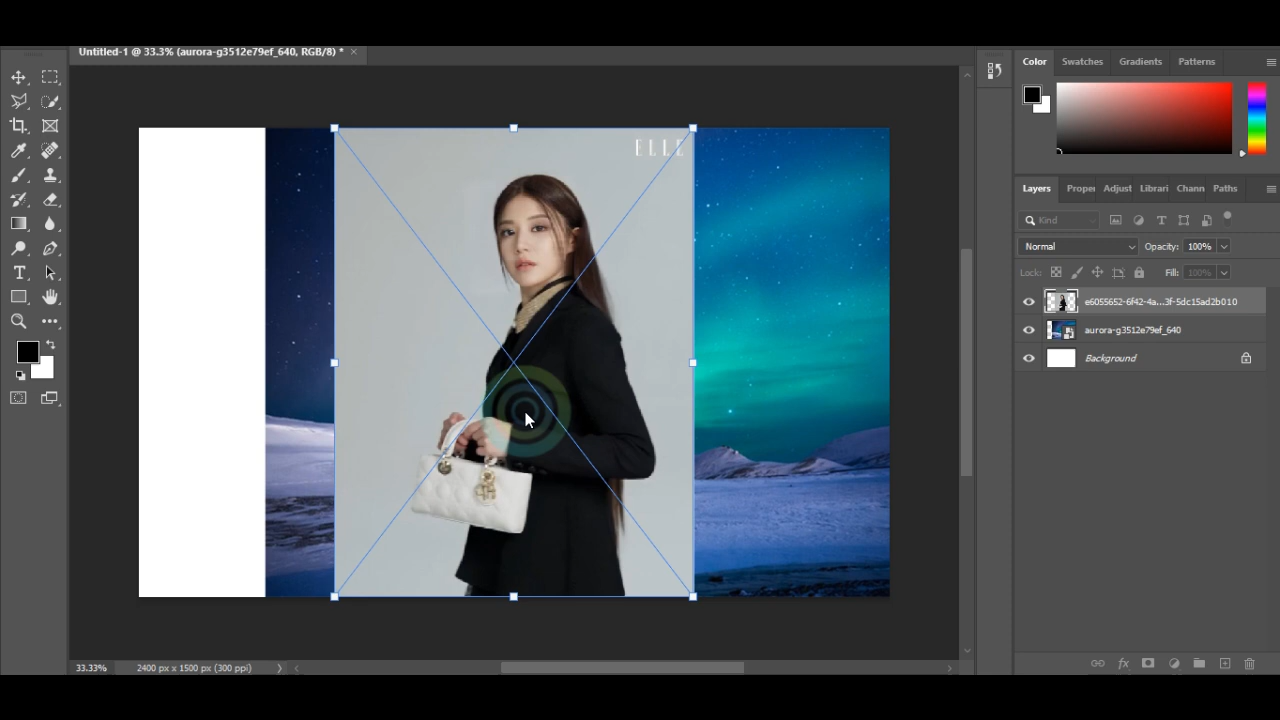 Untitled-1 @ 33.3% (aurora-g3512e79ef_640, RGB/8) * ×
ELLE
33.33% 2400 px x 1500 px (300 ppi)
Color Swatches Gradients Patterns
Layers Proper Adjust Librari Chann Paths
Kind
Normal Opacity: 100%
Lock: Fill: 100%
e6055652-6f42-4a...3f-5dc15ad2b010
aurora-g3512e79ef_640
Background
fx